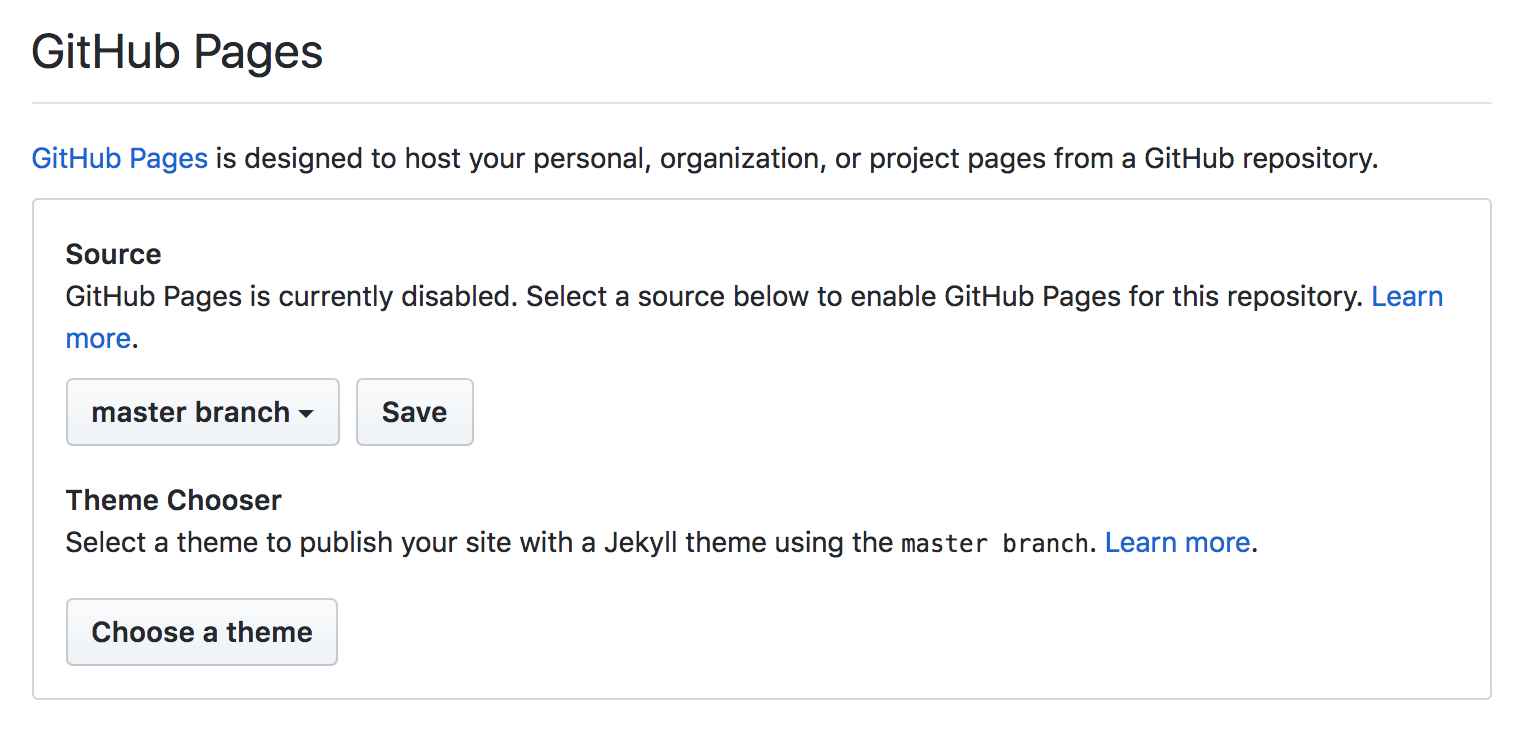 GitHub Pages
GitHub Pages is designed to host your personal, organization, or project pages from a GitHub repository.
Source
GitHub Pages is currently disabled. Select a source below to enable GitHub Pages for this repository. Learn
more.
master branch Save
Theme Chooser
Select a theme to publish your site with a Jekyll theme using the master branch. Learn more.
Choose a theme